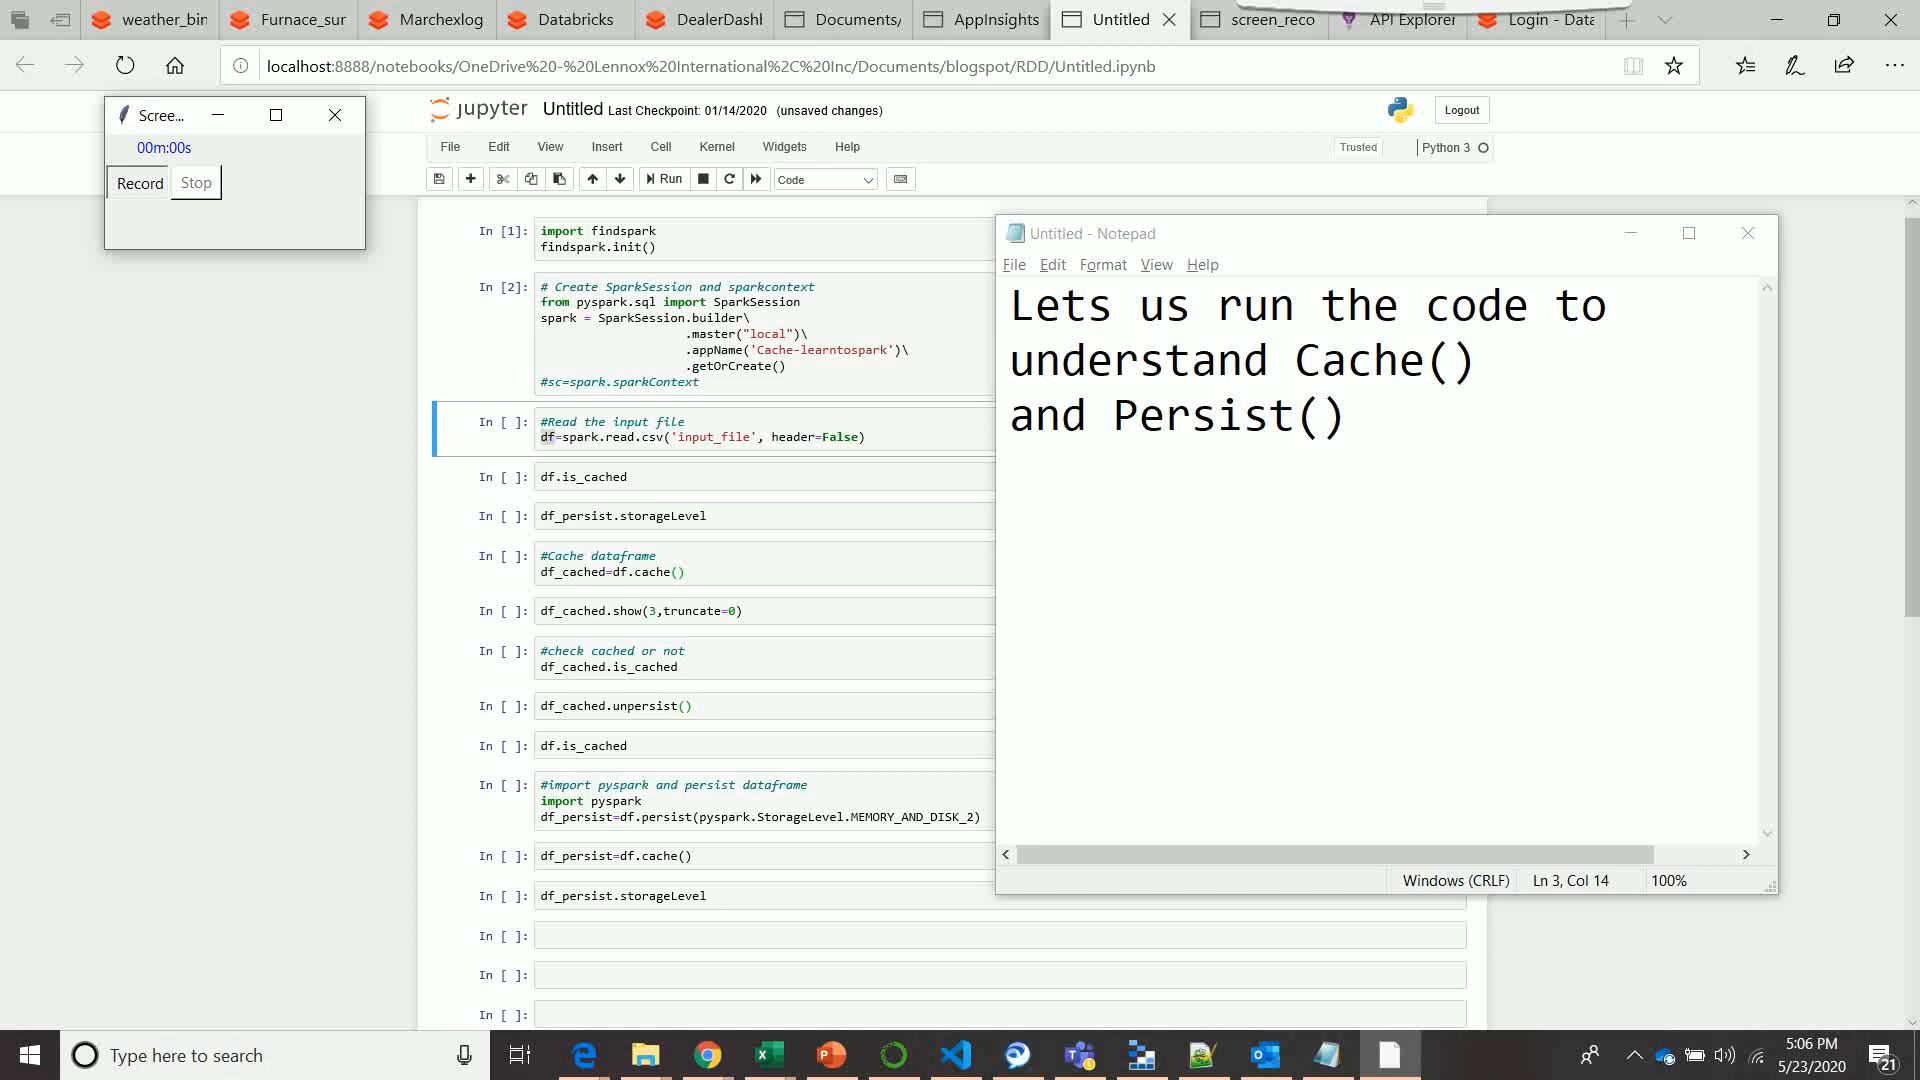 weather_bin
Furnace_sur
Marchexlog
Databricks
DealerDashl
Documents/
AppInsights
Untitled
screen_reco
API Explorer
Login - Data
localhost:8888/notebooks/OneDrive%20-%20Lennox%20International%2C%20Inc/Documents/blogspot/RDD/Untitled.ipynb
Scree...
00m:00s
Record
Stop
jupyter Untitled Last Checkpoint: 01/14/2020 (unsaved changes)
Logout
File Edit View Insert Cell Kernel Widgets Help
Trusted
Python 3
Run
Code
In [1]:
import findspark
findspark.init()
In [2]:
# Create SparkSession and sparkcontext
from pyspark.sql import SparkSession
spark = SparkSession.builder\
.master("local")\
.appName('Cache-learntospark')\
.getOrCreate()
#sc=spark.sparkContext
In [ ]:
#Read the input file
df=spark.read.csv('input_file', header=False)
In [ ]:
df.is_cached
In [ ]:
df_persist.storageLevel
In [ ]:
#Cache dataframe
df_cached=df.cache()
In [ ]:
df_cached.show(3,truncate=0)
In [ ]:
#check cached or not
df_cached.is_cached
In [ ]:
df_cached.unpersist()
In [ ]:
df.is_cached
In [ ]:
#import pyspark and persist dataframe
import pyspark
df_persist=df.persist(pyspark.StorageLevel.MEMORY_AND_DISK_2)
In [ ]:
df_persist=df.cache()
In [ ]:
df_persist.storageLevel
In [ ]:
In [ ]:
In [ ]:
Untitled - Notepad
File Edit Format View Help
Lets us run the code to
understand Cache()
and Persist()
Windows (CRLF)
Ln 3, Col 14
100%
Type here to search
5:06 PM
5/23/2020
21